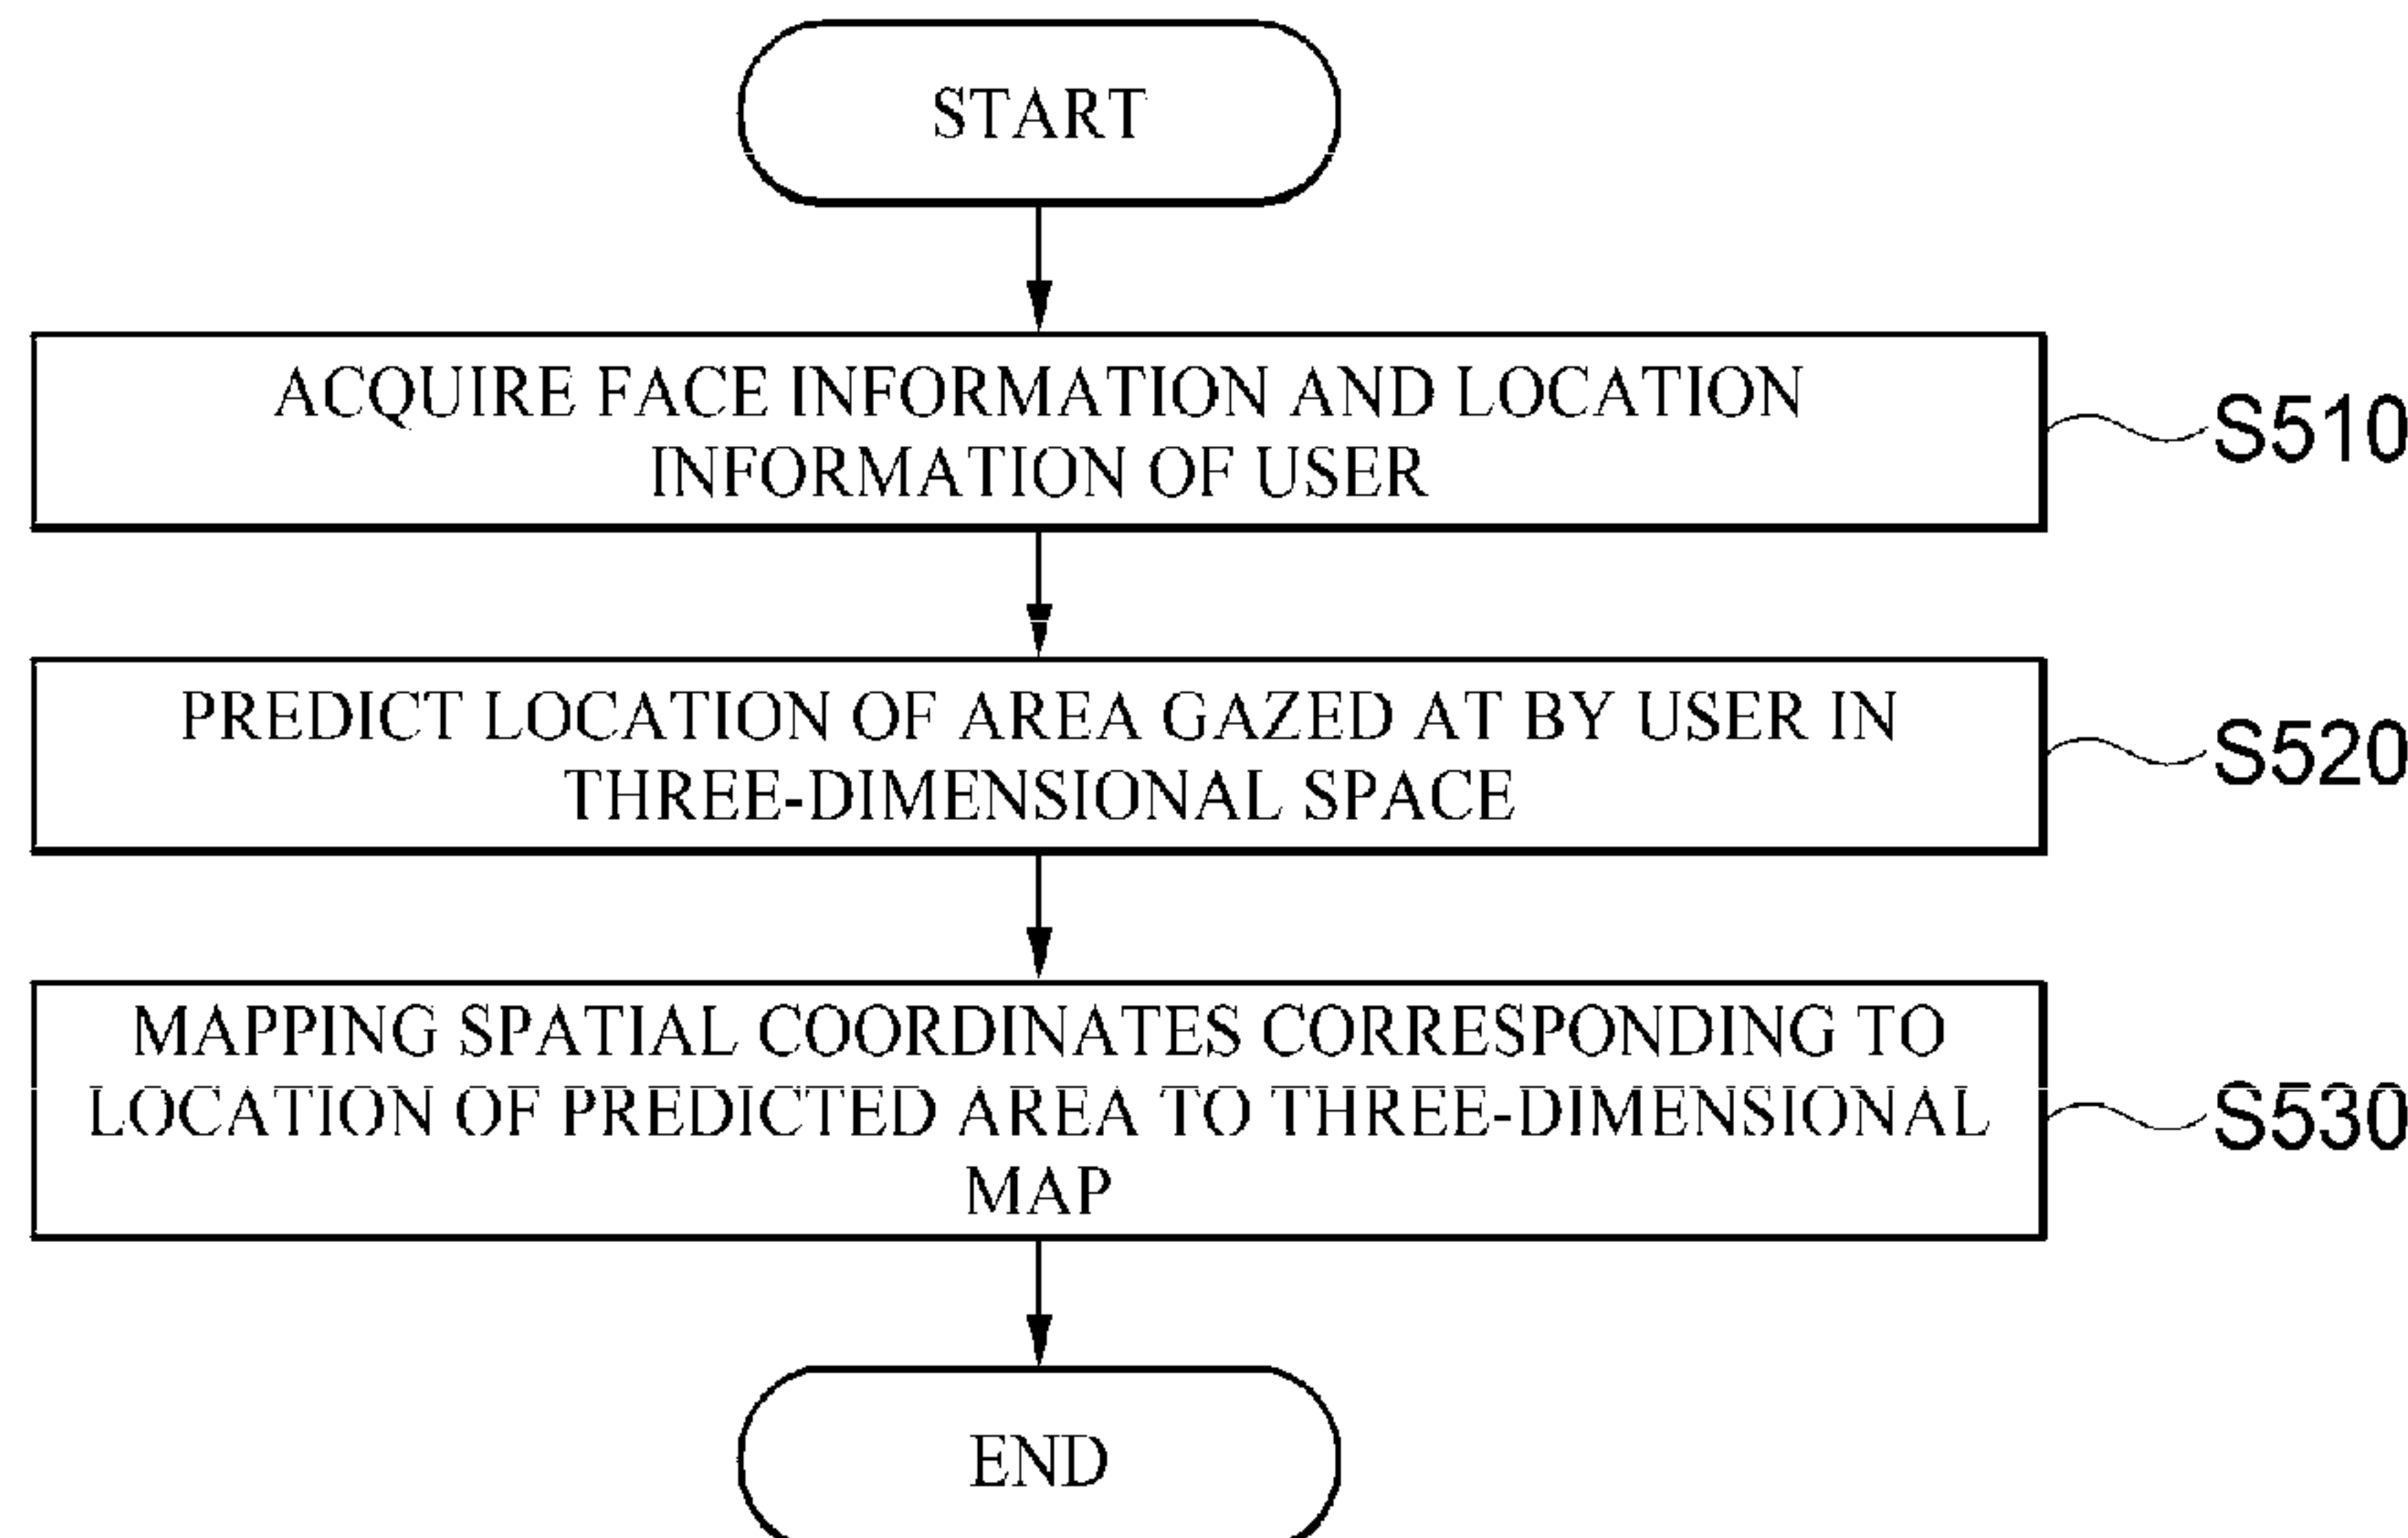 START
ACQUIRE FACE INFORMATION AND LOCATION
INFORMATION OF USER
S510
PREDICT LOCATION OF AREA GAZED AT BY USER IN
THREE-DIMENSIONAL SPACE
S520
MAPPING SPATIAL COORDINATES CORRESPONDING TO
LOCATION OF PREDICTED AREA TO THREE-DIMENSIONAL
MAP
S530
END